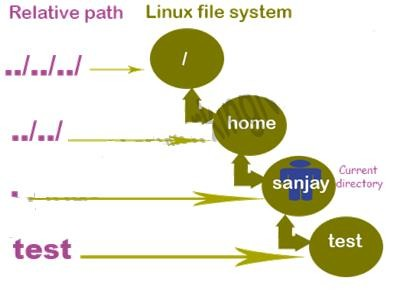 Relative path Linux file system
../../../ /
../../ home
. sanjay Current directory
test test